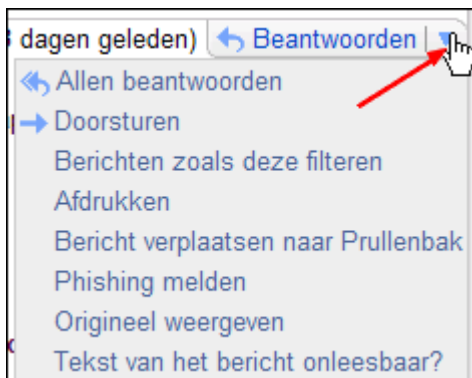 dagen geleden) Beantwoorden
Allen beantwoorden
Doorsturen
Berichten zoals deze filteren
Afdrukken
Bericht verplaatsen naar Prullenbak
Phishing melden
Origineel weergeven
Tekst van het bericht onleesbaar?